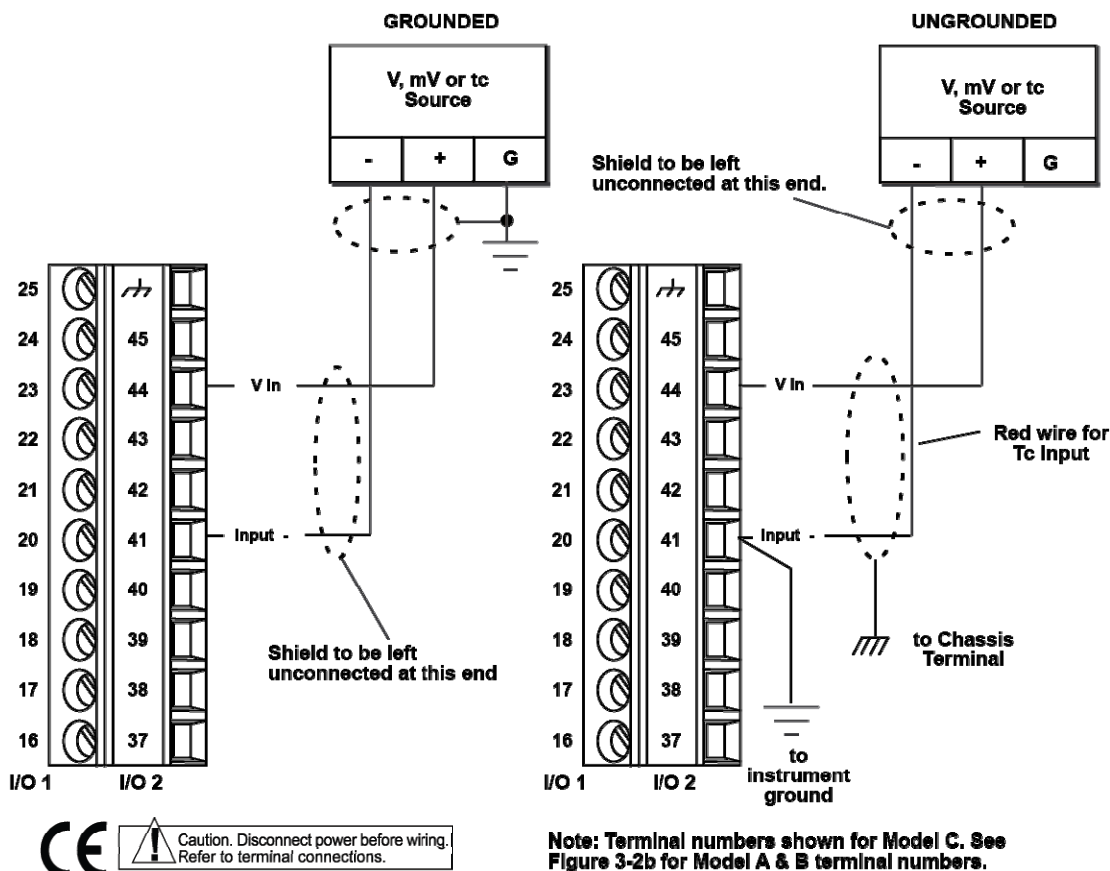 GROUNDED
V, mV or tc
Source
- + G
25
24 45
23 44
22 43
21 42
20 41
19 40
18 39
17 38
16 37
I/O 1 I/O 2
V In
Input -
Shield to be left
unconnected at this end
UNGROUNDED
V, mV or tc
Source
- + G
Shield to be left
unconnected at this end.
25
24 45
23 44
22 43
21 42
20 41
19 40
18 39
17 38
16 37
I/O 1 I/O 2
V In
Input -
Red wire for
Tc Input
to Chassis
Terminal
to
instrument
ground
CE
Caution. Disconnect power before wiring.
Refer to terminal connections.
Note: Terminal numbers shown for Model C. See
Figure 3-2b for Model A & B terminal numbers.